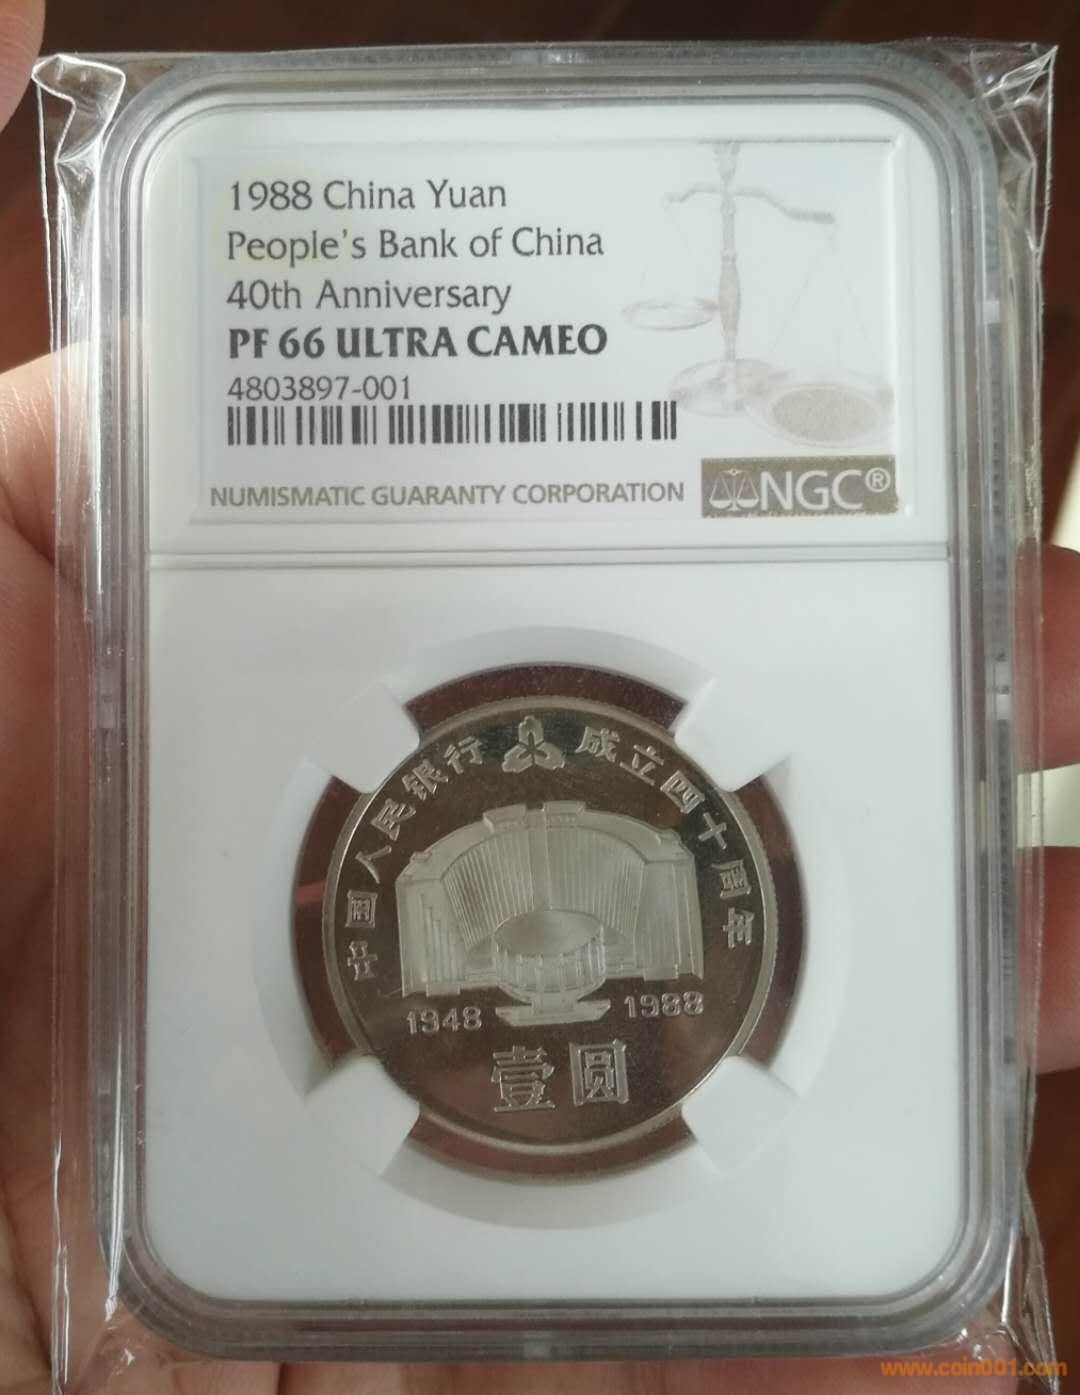 1988 China Yuan
People's Bank of China
40th Anniversary
PF 66 ULTRA CAMEO
4803897-001
NUMISMATIC GUARANTY CORPORATION
NGC®
中国人民银行
成立四十周年
1948
1988
壹圆
www.coin001.com